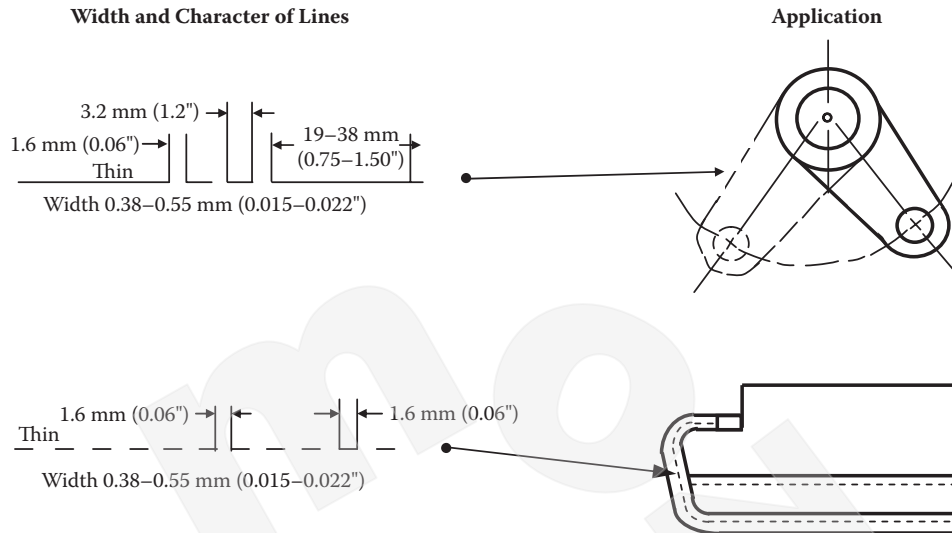 Width and Character of Lines
Application
3.2 mm (1.2")
1.6 mm (0.06")
19–38 mm
(0.75–1.50")
Thin
Width 0.38–0.55 mm (0.015–0.022")
1.6 mm (0.06")
1.6 mm (0.06")
Thin
Width 0.38–0.55 mm (0.015–0.022")